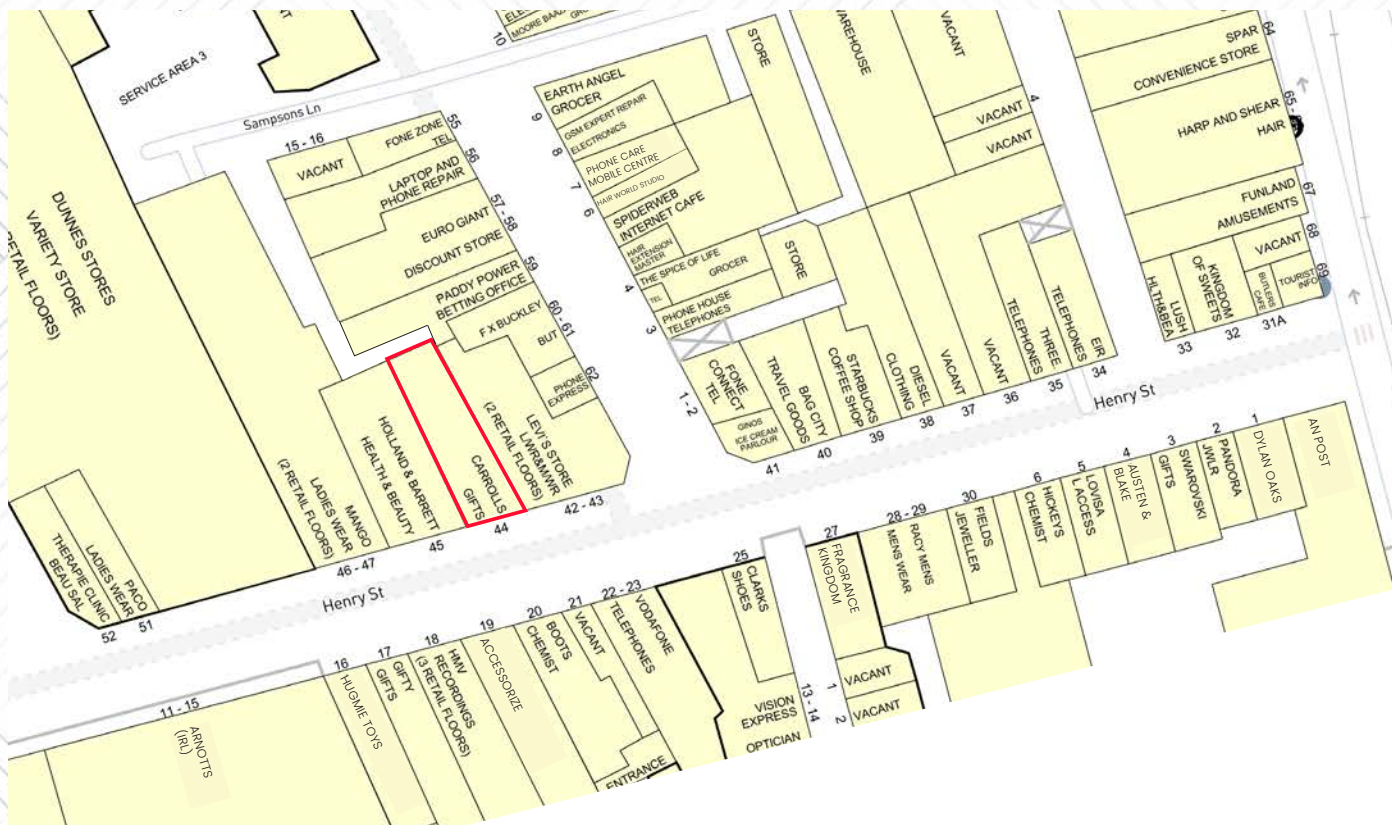 MOORE BAA
10
SERVICE AREA 3
Sampsons Ln
DUNNES STORES
VARIETY STORE
RETAIL FLOORS)
15 - 16
VACANT
FONE ZONE
TEL
55
56
LAPTOP AND
PHONE REPAIR
57-58
EURO GIANT
DISCOUNT STORE
59
PADDY POWER
BETTING OFFICE
60-61
F X BUCKLEY
BUT
62
PHONE
EXPRESS
LEVI'S STORE
L/WR&M/WR
(2 RETAIL FLOORS)
42 - 43
CARROLLS
GIFTS
44
HOLLAND & BARRETT
HEALTH & BEAUTY
45
MANGO
LADIES WEAR
(2 RETAIL FLOORS)
46 - 47
PACO
LADIES WEAR
51
THERAPIE CLINIC
BEAU SAL
52
Henry St
EARTH ANGEL
GROCER
9
GSM EXPERT REPAIR
ELECTRONICS
8
PHONE CARE
MOBILE CENTRE
7
HAIR WORLD STUDIO
6
SPIDERWEB
INTERNET CAFE
HAIR
EXTENSION
MASTER
THE SPICE OF LIFE
GROCER
4
TEL
PHONE HOUSE
TELEPHONES
3
STORE
STORE
WAREHOUSE
VACANT
4
VACANT
VACANT
FONE
CONNECT
TEL
1 - 2
GINOS
ICE CREAM
PARLOUR
41
TRAVEL GOODS
BAG CITY
40
STARBUCKS
COFFEE SHOP
39
DIESEL
CLOTHING
38
VACANT
37
VACANT
36
THREE
TELEPHONES
35
EIR
TELEPHONES
34
Henry St
64
SPAR
CONVENIENCE STORE
65 -
HARP AND SHEAR
HAIR
67
FUNLAND
AMUSEMENTS
68
VACANT
69
TOURIST
INFO
BUTLERS
CAFE
31A
KINGDOM
OF SWEETS
32
LUSH
HLTH&BEA
33
11 - 15
ARNOTTS
(IRL)
16
HUGMIE TOYS
17
GIFTY
GIFTS
18
HMV
RECORDINGS
(3 RETAIL FLOORS)
19
ACCESSORIZE
20
BOOTS
CHEMIST
21
VACANT
22 - 23
VODAFONE
TELEPHONES
ENTRANCE
25
CLARKS
SHOES
VISION
EXPRESS
OPTICIAN
13 - 14
27
FRAGRANCE
KINGDOM
1
VACANT
2
VACANT
28 - 29
RACY MENS
MENS WEAR
30
FIELDS
JEWELLER
6
HICKEYS
CHEMIST
5
LOVISA
L ACCESS
4
AUSTEN &
BLAKE
3
SWAROVSKI
GIFTS
2
PANDORA
JWLR
1
DYLAN OAKS
AN POST